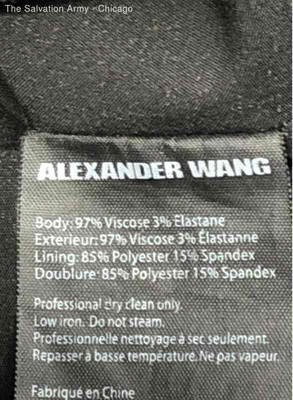 The Salvation Army - Chicago
ALEXANDER WANG
Body: 97% Viscose 3% Elastane
Exterieur: 97% Viscose 3% Élastanne
Lining: 85% Polyester 15% Spandex
Doublure: 85% Polyester 15% Spandex
Professional dry clean only.
Low iron. Do not steam.
Professionnelle nettoyage à sec seulement.
Repasser à basse température. Ne pas vapeur.
Fabriqué en Chine